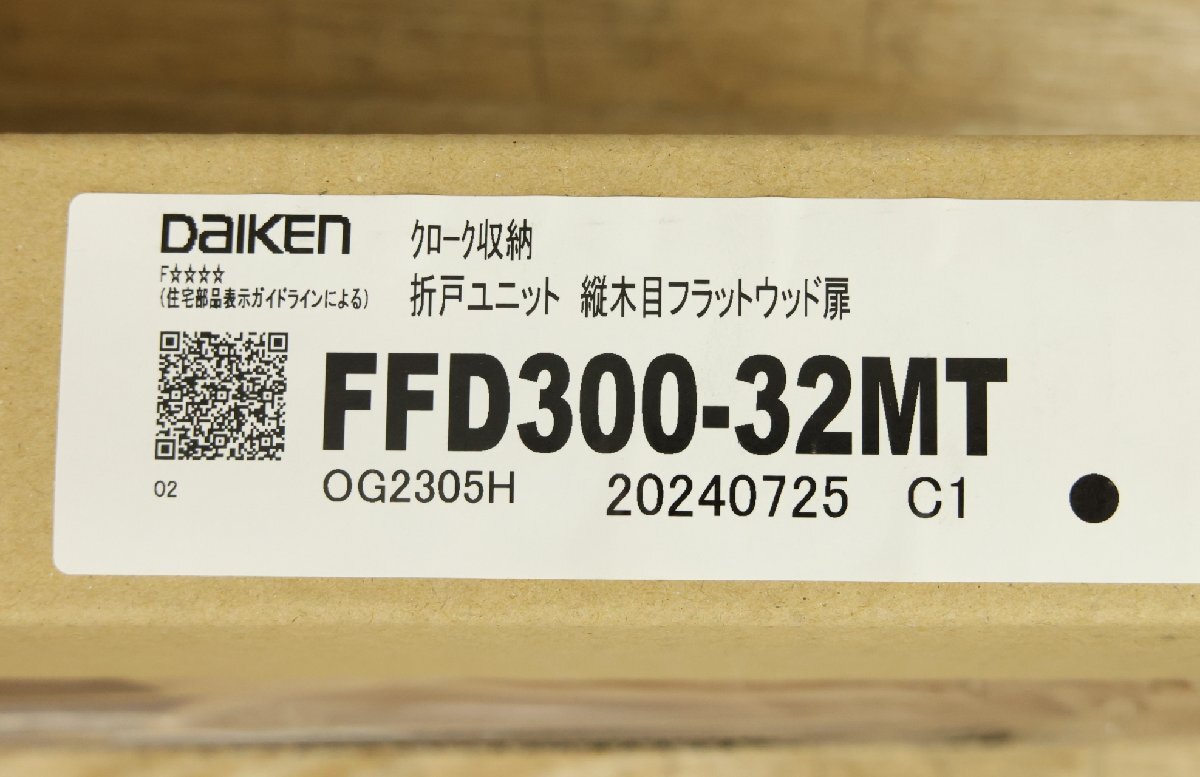 DAIKEN
F☆☆☆☆
(住宅部品表示ガイドラインによる)
クローク収納
折戸ユニット 縦木目フラットウッド扉
FFD300-32MT
02
OG2305H 20240725 C1 ●